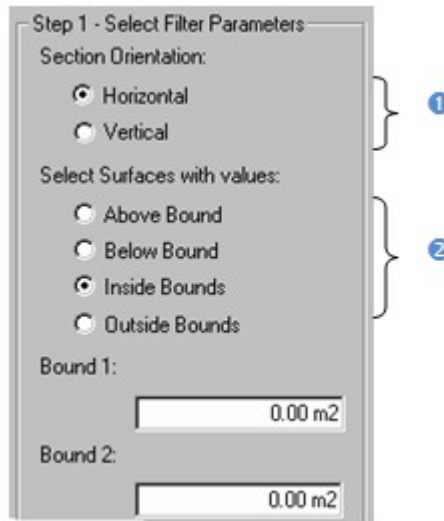 Step 1 - Select Filter Parameters
Section Orientation:
Horizontal
1
Vertical
Select Surfaces with values:
Above Bound
Below Bound
2
Inside Bounds
Outside Bounds
Bound 1:
0.00 m2
Bound 2:
0.00 m2